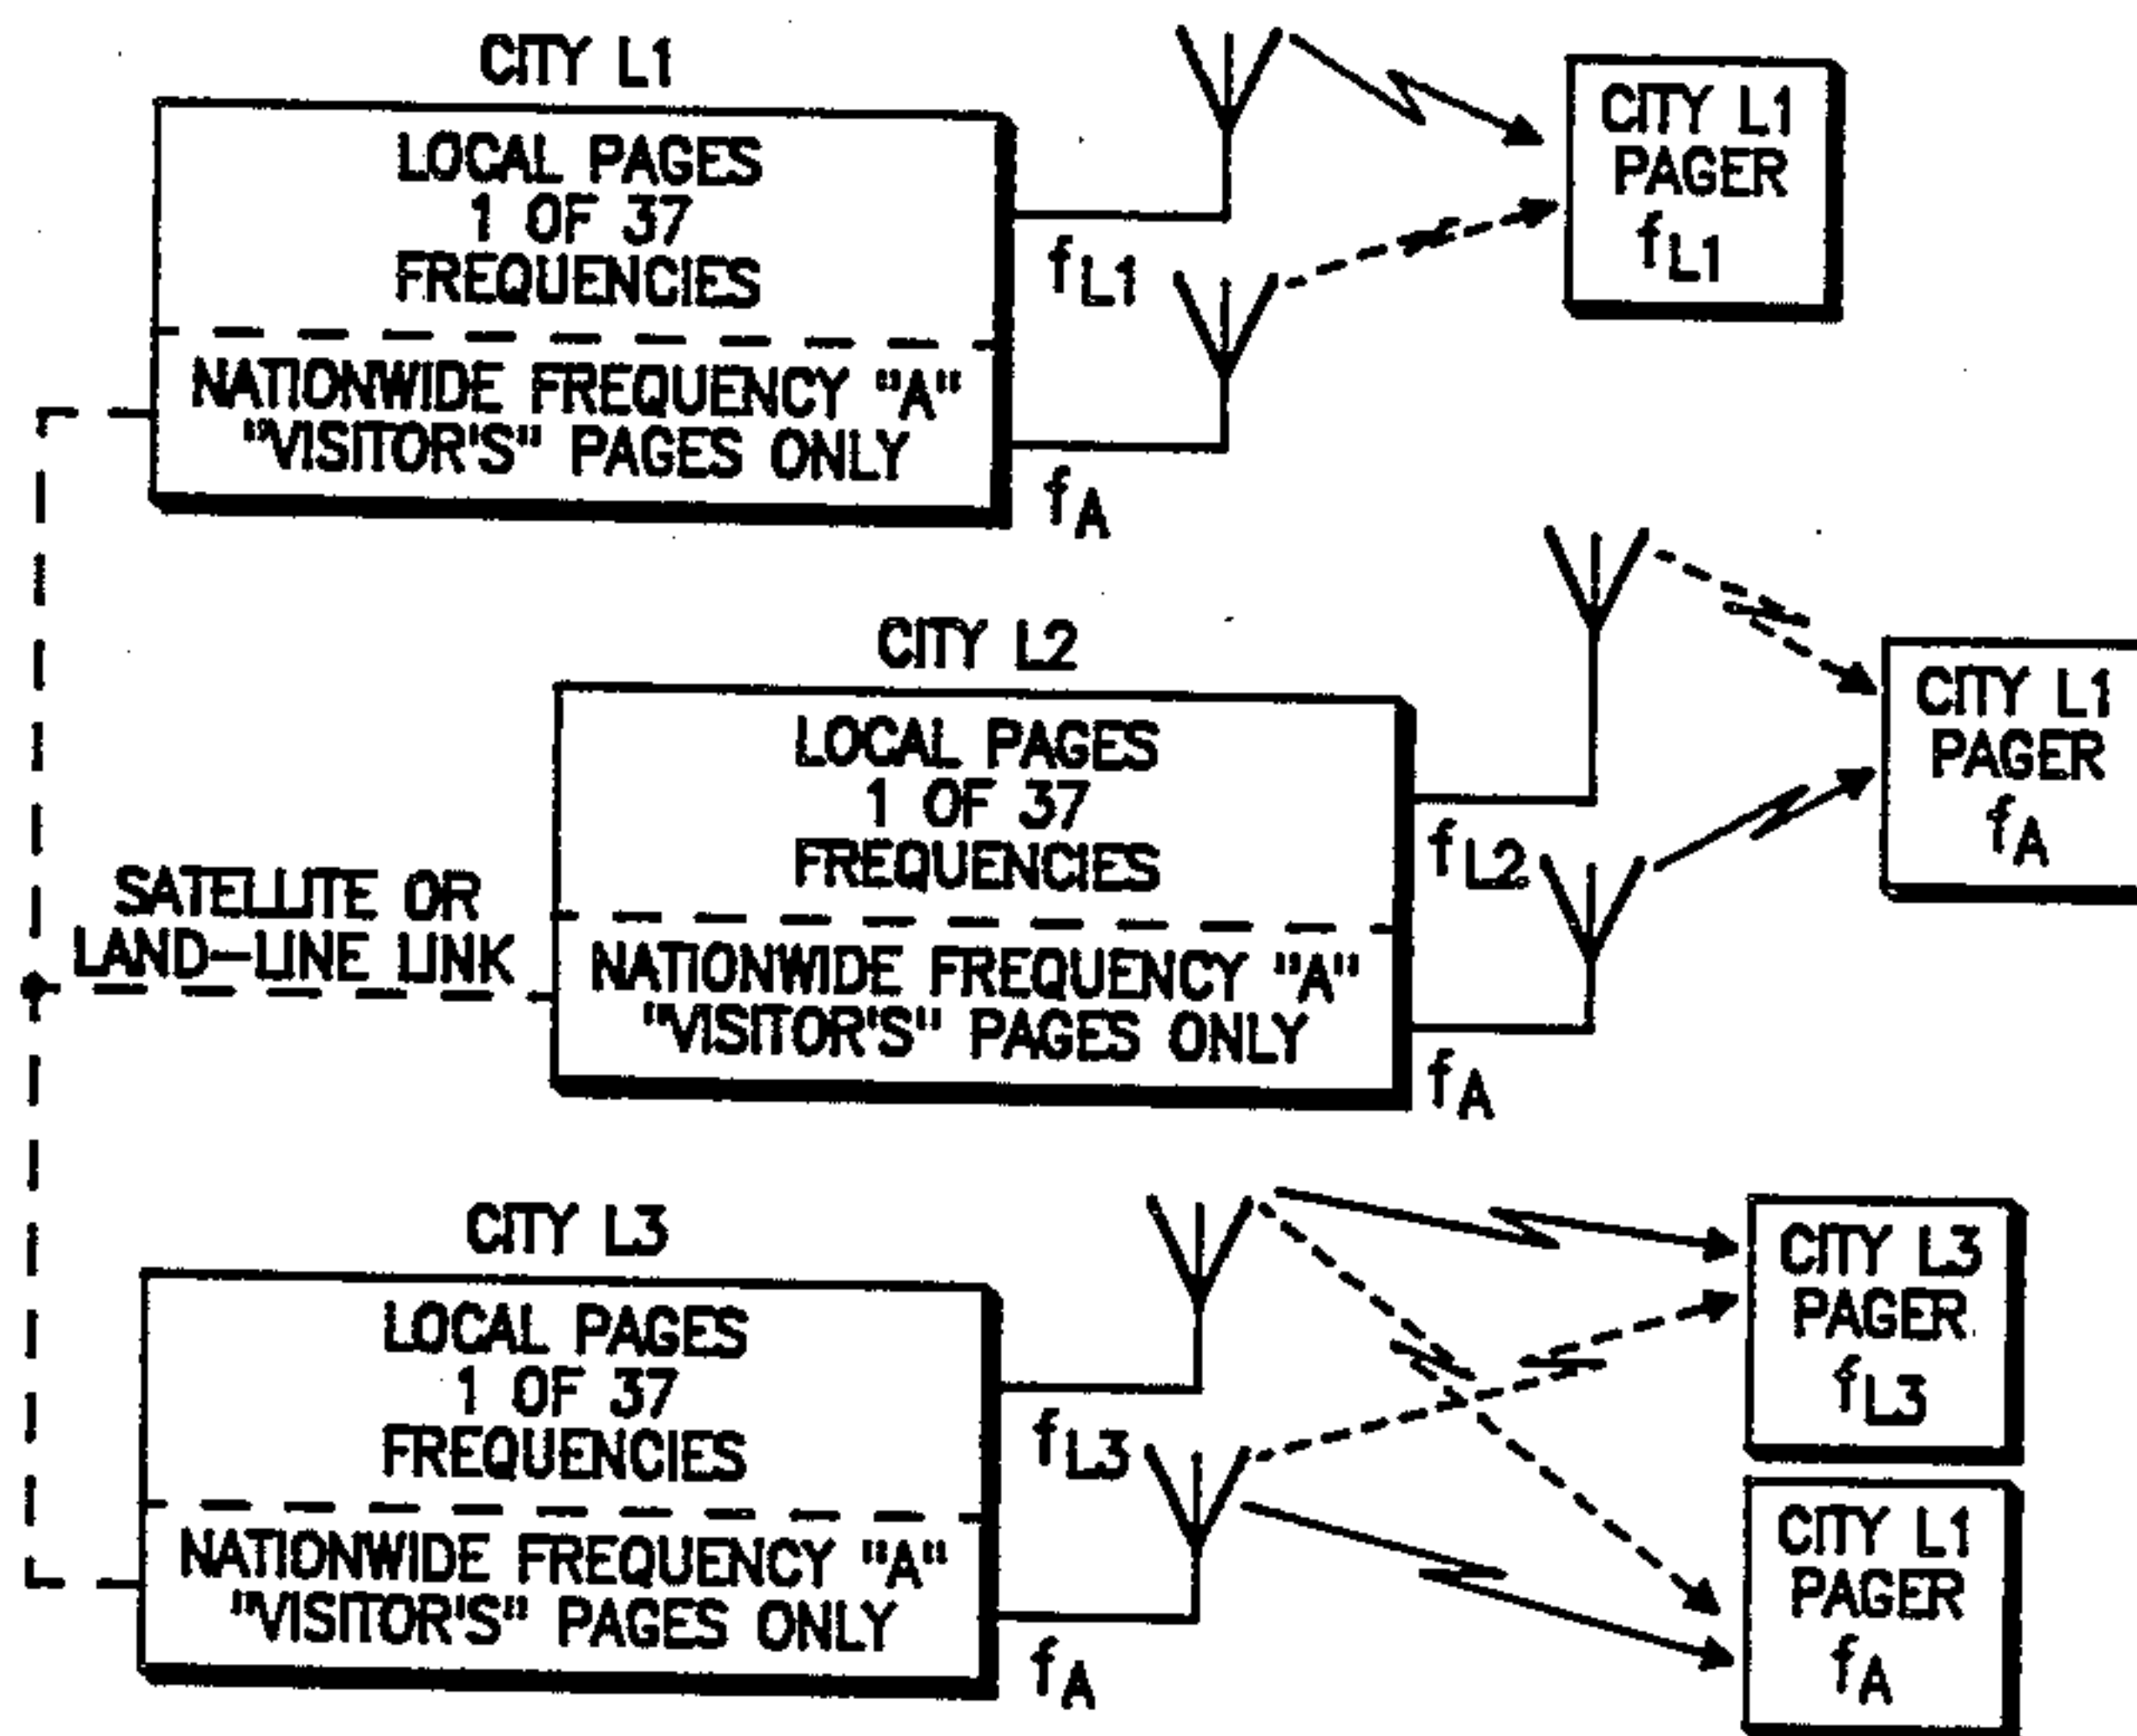 CITY L1
LOCAL PAGES
1 OF 37
FREQUENCIES
NATIONWIDE FREQUENCY "A"
"VISITOR'S" PAGES ONLY
fL1
fA
CITY L1
PAGER
fL1
CITY L2
LOCAL PAGES
1 OF 37
FREQUENCIES
NATIONWIDE FREQUENCY "A"
"VISITOR'S" PAGES ONLY
fL2
fA
CITY L1
PAGER
fA
SATELLITE OR
LAND-LINE LINK
CITY L3
LOCAL PAGES
1 OF 37
FREQUENCIES
NATIONWIDE FREQUENCY "A"
"VISITOR'S" PAGES ONLY
fL3
fA
CITY L3
PAGER
fL3
CITY L1
PAGER
fA